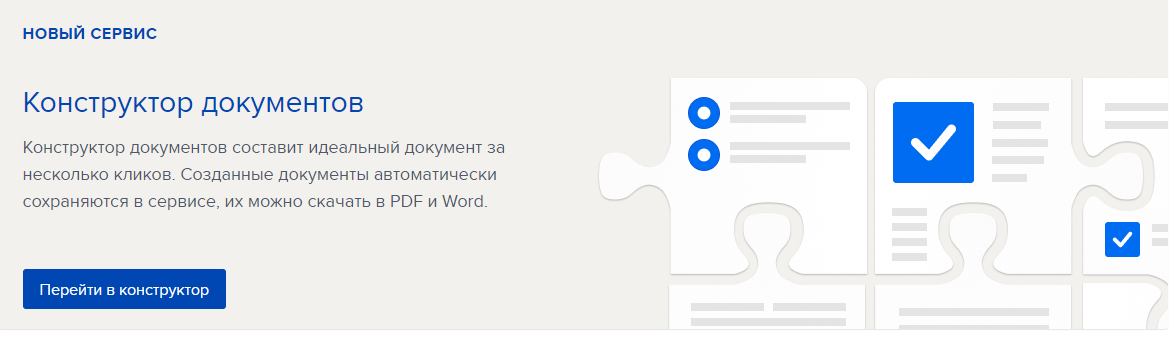 НОВЫЙ СЕРВИС
Конструктор документов
Конструктор документов составит идеальный документ за
несколько кликов. Созданные документы автоматически
сохраняются в сервисе, их можно скачать в PDF и Word.
Перейти в конструктор